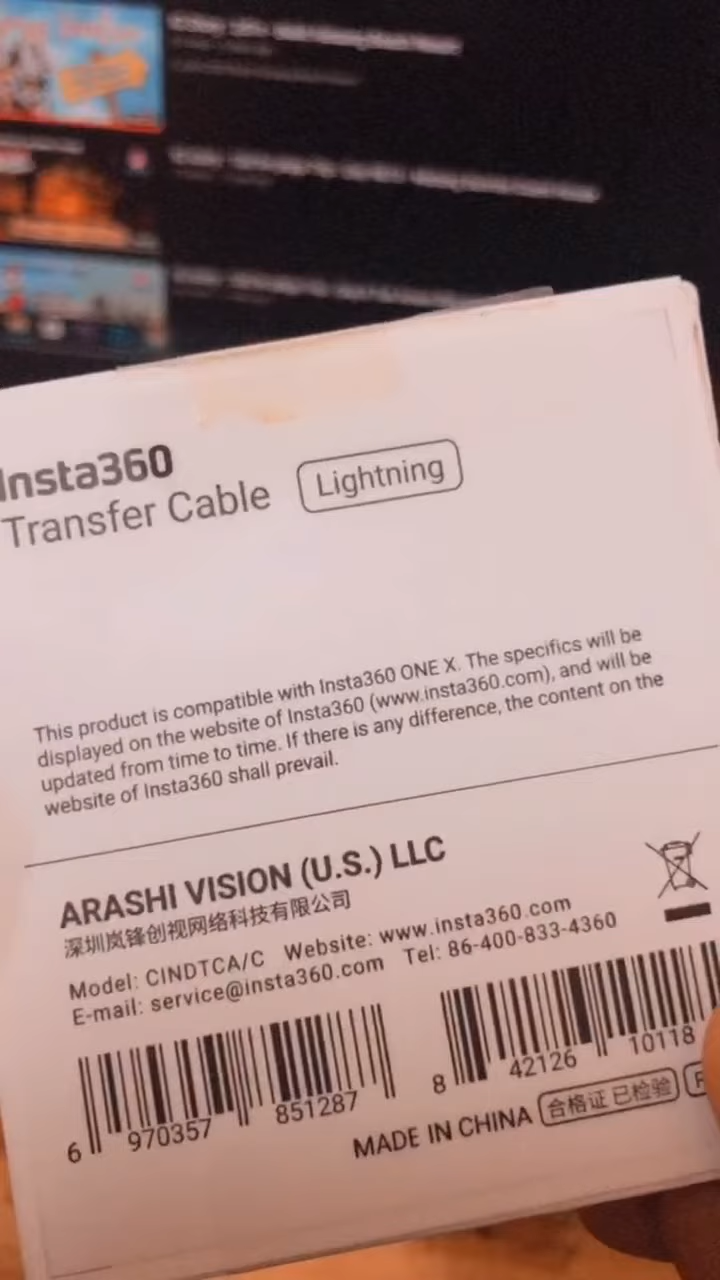 Insta360
Transfer Cable Lightning
This product is compatible with Insta360 ONE X. The specifics will be
displayed on the website of Insta360 (www.insta360.com), and will be
updated from time to time. If there is any difference, the content on the
website of Insta360 shall prevail.
ARASHI VISION (U.S.) LLC
深圳岚锋创视网络科技有限公司
Model: CINDTCA/C Website: www.insta360.com
E-mail: service@insta360.com Tel: 86-400-833-4360
6 970357 851287
8 42126 10118
MADE IN CHINA 合格证 已检验